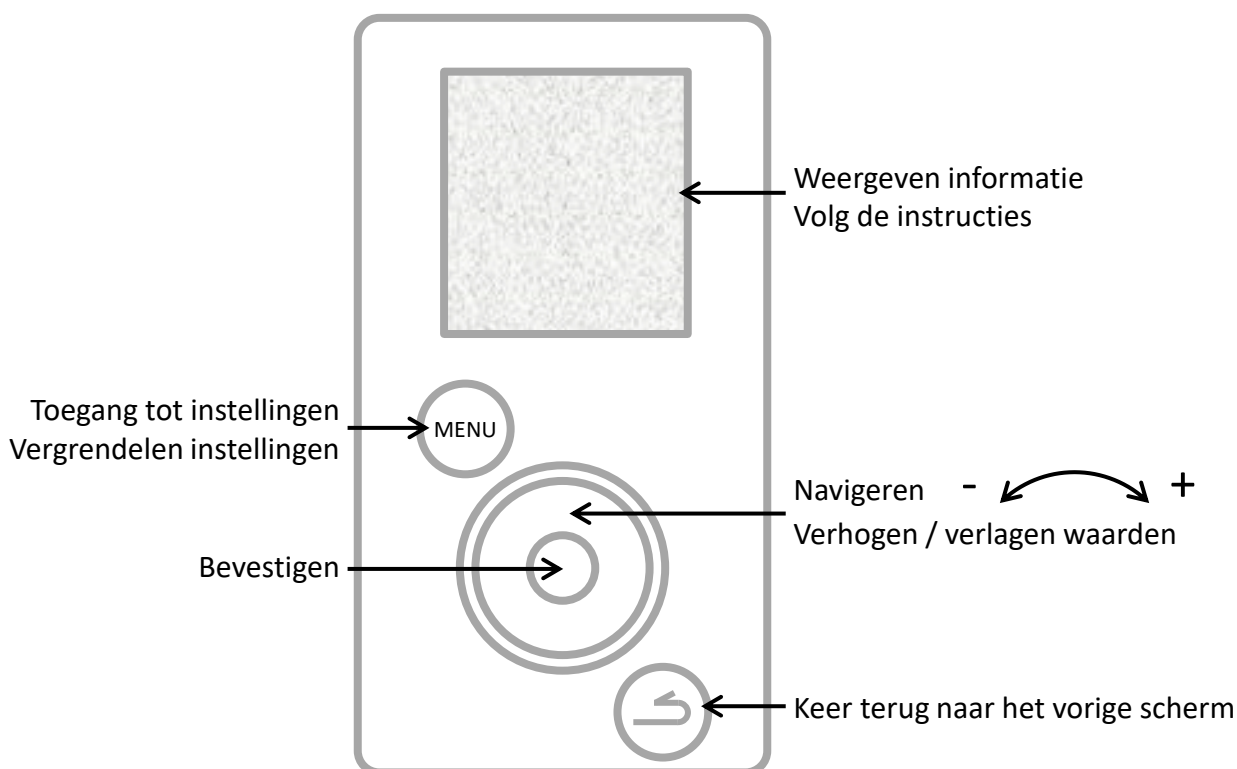 Weergeven informatie
Volg de instructies
Toegang tot instellingen
Vergrendelen instellingen
MENU
Navigeren - +
Verhogen / verlagen waarden
Bevestigen
Keer terug naar het vorige scherm